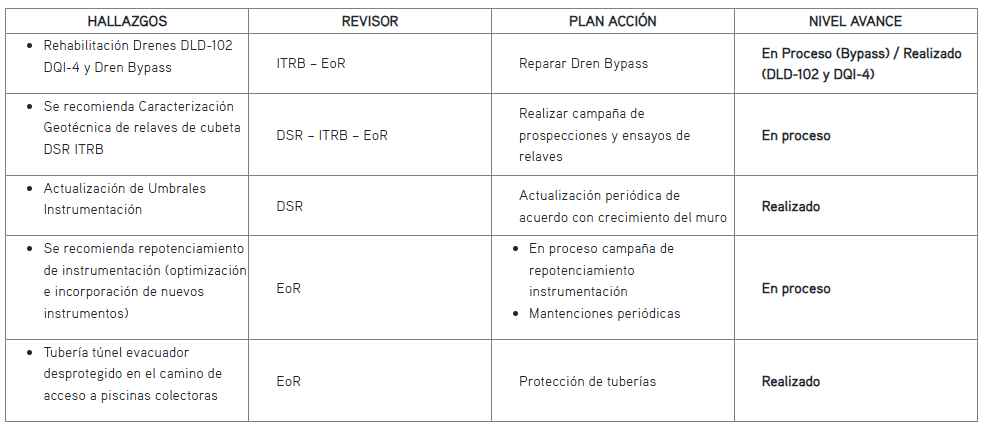 HALLAZGOS REVISOR PLAN ACCIÓN NIVEL AVANCE
• Rehabilitación Drenes DLD-102
DQI-4 y Dren Bypass
ITRB – EoR
Reparar Dren Bypass
En Proceso (Bypass) / Realizado
(DLD-102 y DQI-4)
• Se recomienda Caracterización
Geotécnica de relaves de cubeta
DSR ITRB
DSR – ITRB – EoR
Realizar campaña de
prospecciones y ensayos de
relaves
En proceso
• Actualización de Umbrales
Instrumentación
DSR
Actualización periódica de
acuerdo con crecimiento del muro
Realizado
• Se recomienda repotenciamiento
de instrumentación (optimización
e incorporación de nuevos
instrumentos)
EoR
• En proceso campaña de
repotenciamiento
instrumentación
• Mantenciones periódicas
En proceso
• Tubería túnel evacuador
desprotegido en el camino de
acceso a piscinas colectoras
EoR
Protección de tuberías
Realizado